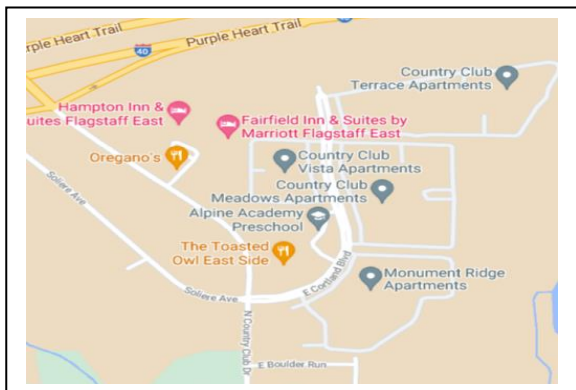 urple Heart Trail
40
Purple Heart Trail
40
Country Club
Terrace Apartments
Hampton Inn &
uites Flagstaff East
Fairfield Inn & Suites by
Marriott Flagstaff East
Oregano's
Country Club
Vista Apartments
Country Club
Meadows Apartments
Alpine Academy
Preschool
Soliere Ave
The Toasted
Owl East Side
Monument Ridge
Apartments
E Cortland Blvd
Soliere Ave
N Country Club Dr
E Boulder Run